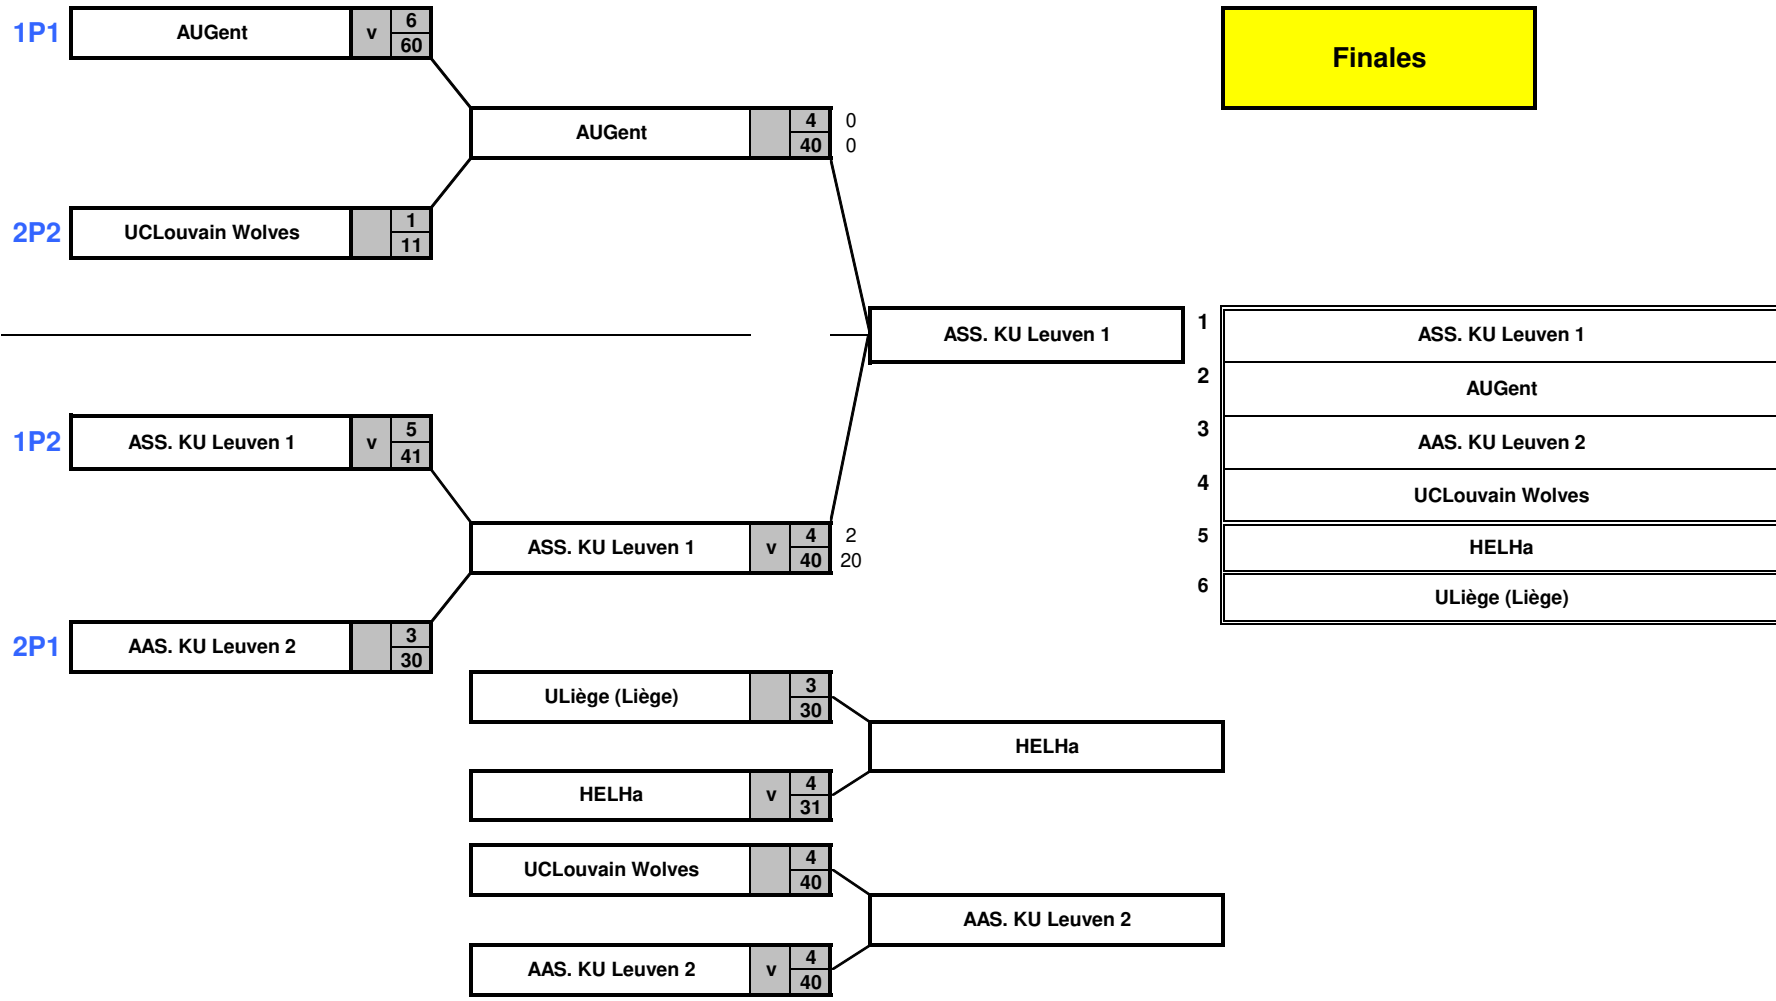 1P1 AUGent v 6
60
Finales
AUGent 4 0
40 0
2P2 UCLouvain Wolves 1
11
ASS. KU Leuven 1
1 ASS. KU Leuven 1
2 AUGent
3 AAS. KU Leuven 2
4 UCLouvain Wolves
5 HELHa
6 ULiège (Liège)
1P2 ASS. KU Leuven 1 v 5
41
ASS. KU Leuven 1 v 4 2
40 20
2P1 AAS. KU Leuven 2 3
30
ULiège (Liège) 3
30
HELHa
HELHa v 4
31
UCLouvain Wolves 4
40
AAS. KU Leuven 2
AAS. KU Leuven 2 v 4
40